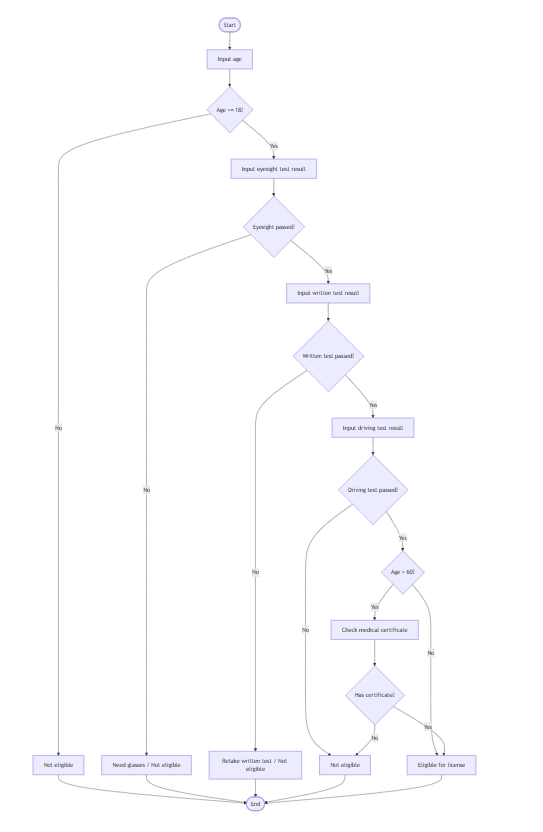 Start
Input age
Age >= 18?
Yes
Input eyesight test result
Eyesight passed?
Yes
Input written test result
Written test passed?
Yes
No
Input driving test result
No
Driving test passed?
Yes
No
Age > 60?
Yes
Check medical certificate
No
No
Has certificate?
Yes
No
Not eligible
Need glasses / Not eligible
Retake written test / Not
eligible
Not eligible
Eligible for license
End